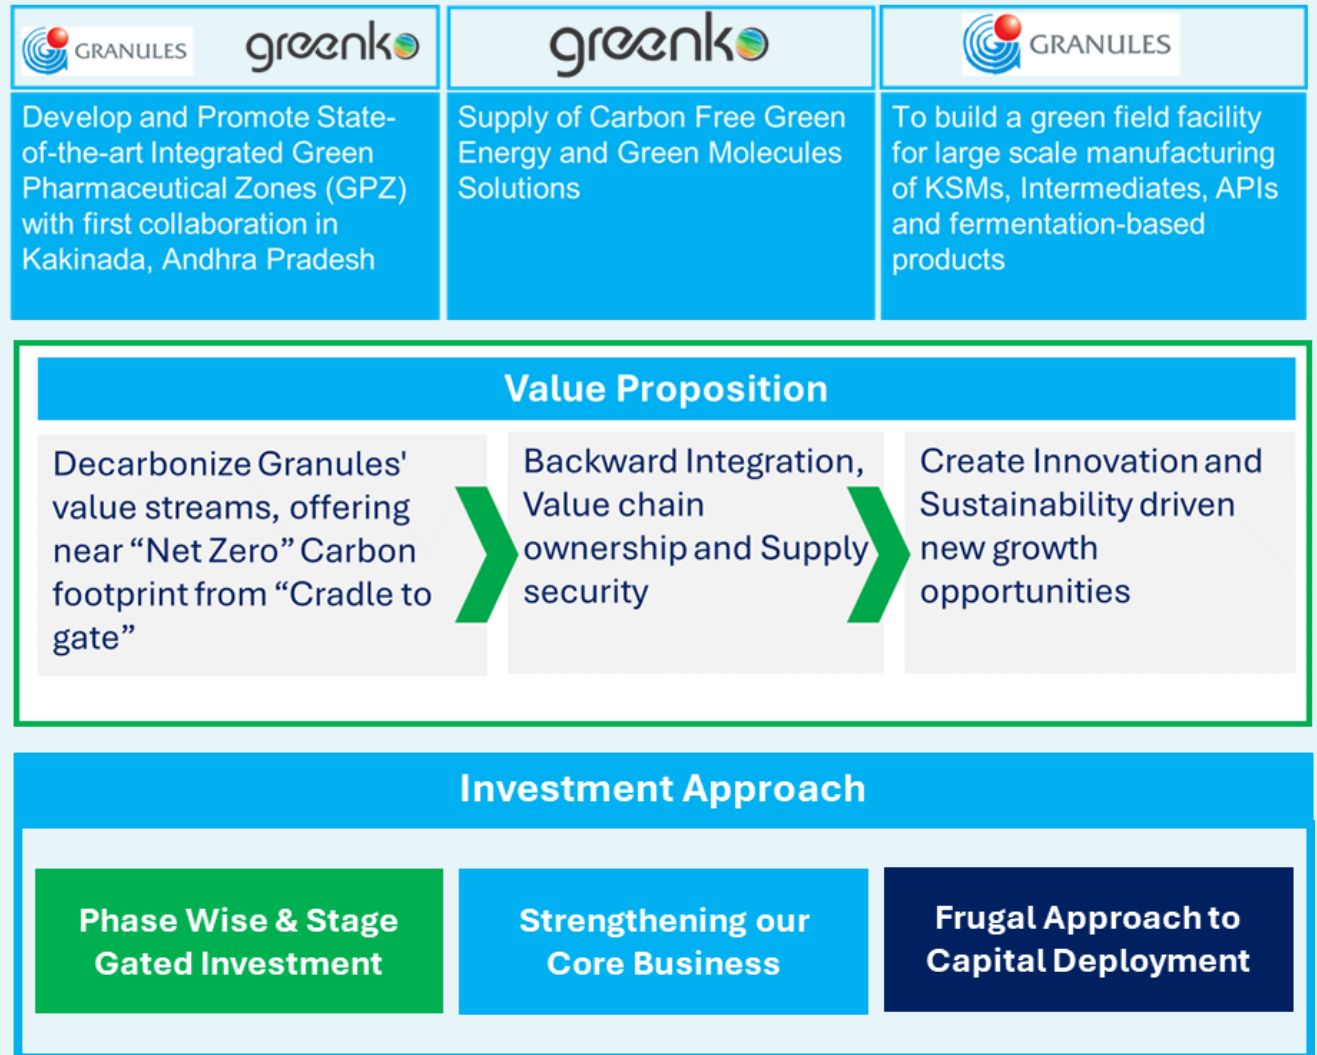 GRANULES greenko
Develop and Promote State-
of-the-art Integrated Green
Pharmaceutical Zones (GPZ)
with first collaboration in
Kakinada, Andhra Pradesh
greenko
Supply of Carbon Free Green
Energy and Green Molecules
Solutions
GRANULES
To build a green field facility
for large scale manufacturing
of KSMs, Intermediates, APIs
and fermentation-based
products
Value Proposition
Decarbonize Granules'
value streams, offering
near “Net Zero” Carbon
footprint from “Cradle to
gate”
Backward Integration,
Value chain
ownership and Supply
security
Create Innovation and
Sustainability driven
new growth
opportunities
Investment Approach
Phase Wise & Stage
Gated Investment
Strengthening our
Core Business
Frugal Approach to
Capital Deployment